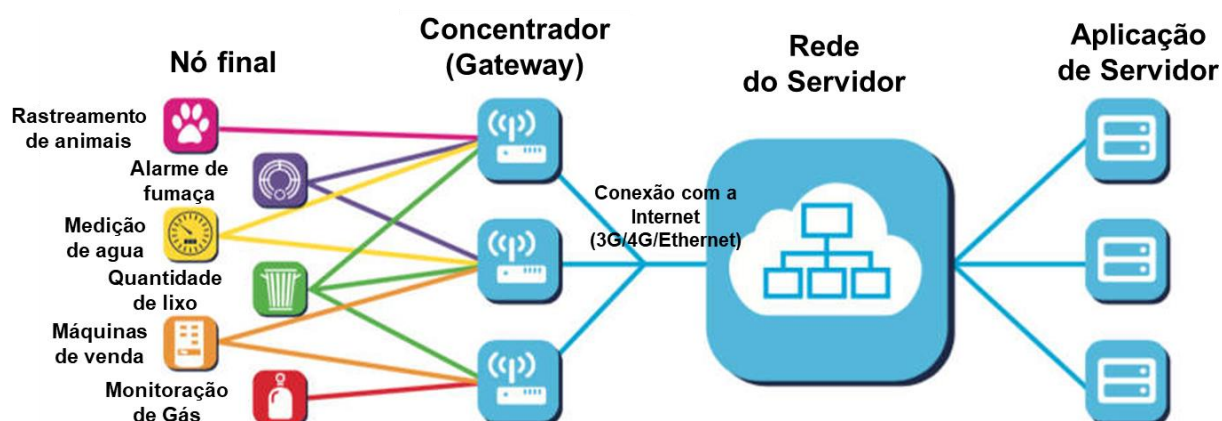 Nó final
Concentrador
(Gateway)
Rede
do Servidor
Aplicação
de Servidor
Rastreamento
de animais
Alarme de
fumaça
Medição
de agua
Quantidade
de lixo
Máquinas
de venda
Monitoração
de Gás
Conexão com a
Internet
(3G/4G/Ethernet)